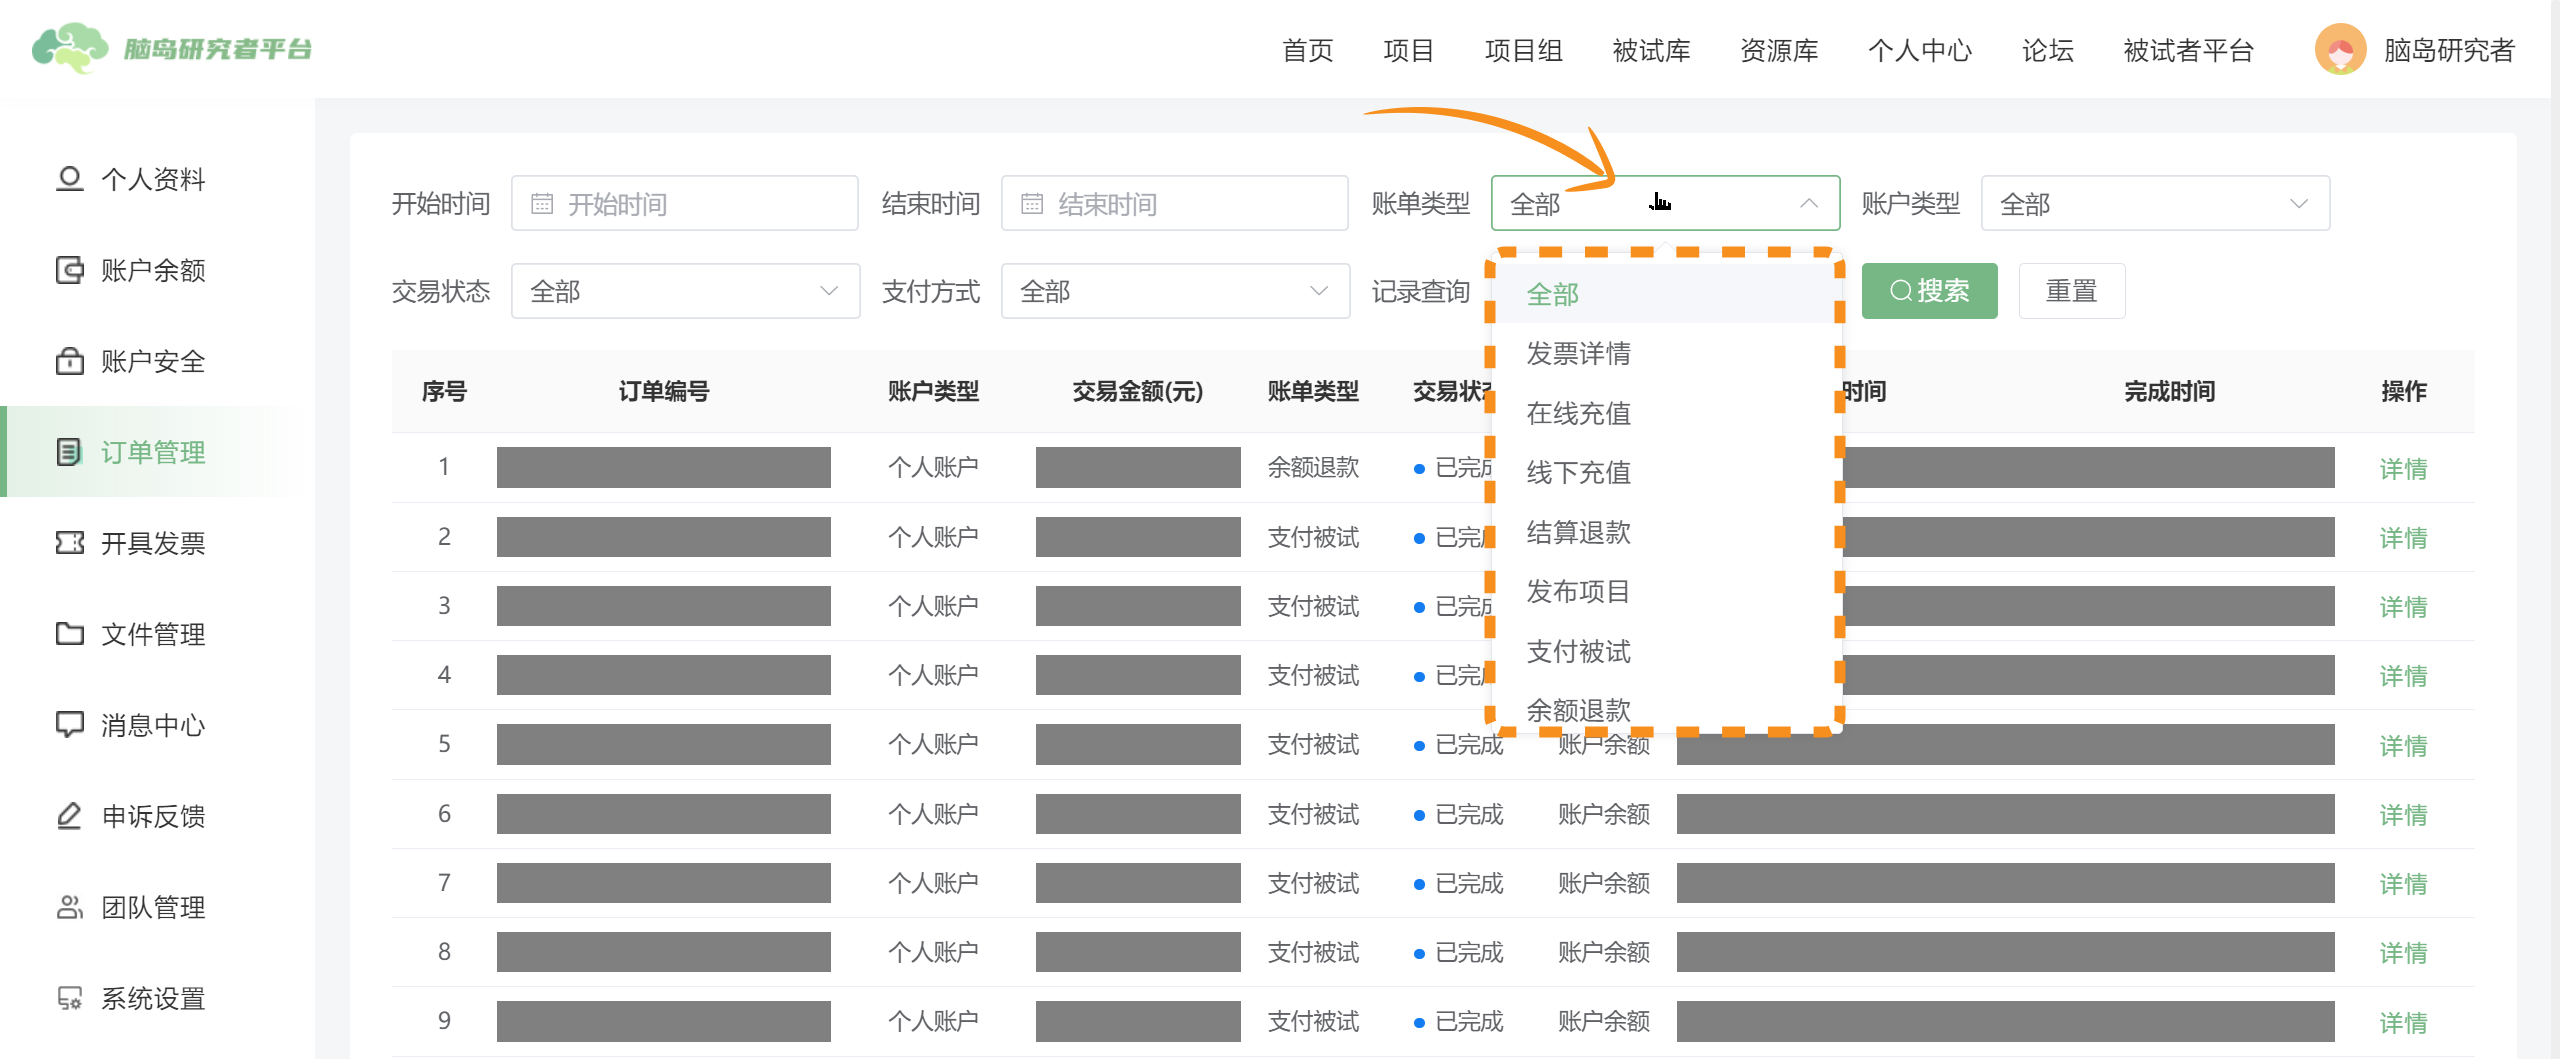 脑岛研究者平台
首页 项目 项目组 被试库 资源库 个人中心 论坛 被试者平台 脑岛研究者
个人资料
账户余额
账户安全
订单管理
开具发票
文件管理
消息中心
申诉反馈
团队管理
系统设置
开始时间 开始时间 结束时间 结束时间 账单类型 全部 账户类型 全部
交易状态 全部 支付方式 全部 记录查询 搜索 重置
全部
发票详情
在线充值
线下充值
结算退款
发布项目
支付被试
余额退款
序号 订单编号 账户类型 交易金额(元) 账单类型 交易状 时间 完成时间 操作
1 个人账户 余额退款 已完成 详情
2 个人账户 支付被试 已完成 详情
3 个人账户 支付被试 已完成 详情
4 个人账户 支付被试 已完成 详情
5 个人账户 支付被试 已完成 账户余额 详情
6 个人账户 支付被试 已完成 账户余额 详情
7 个人账户 支付被试 已完成 账户余额 详情
8 个人账户 支付被试 已完成 账户余额 详情
9 个人账户 支付被试 已完成 账户余额 详情